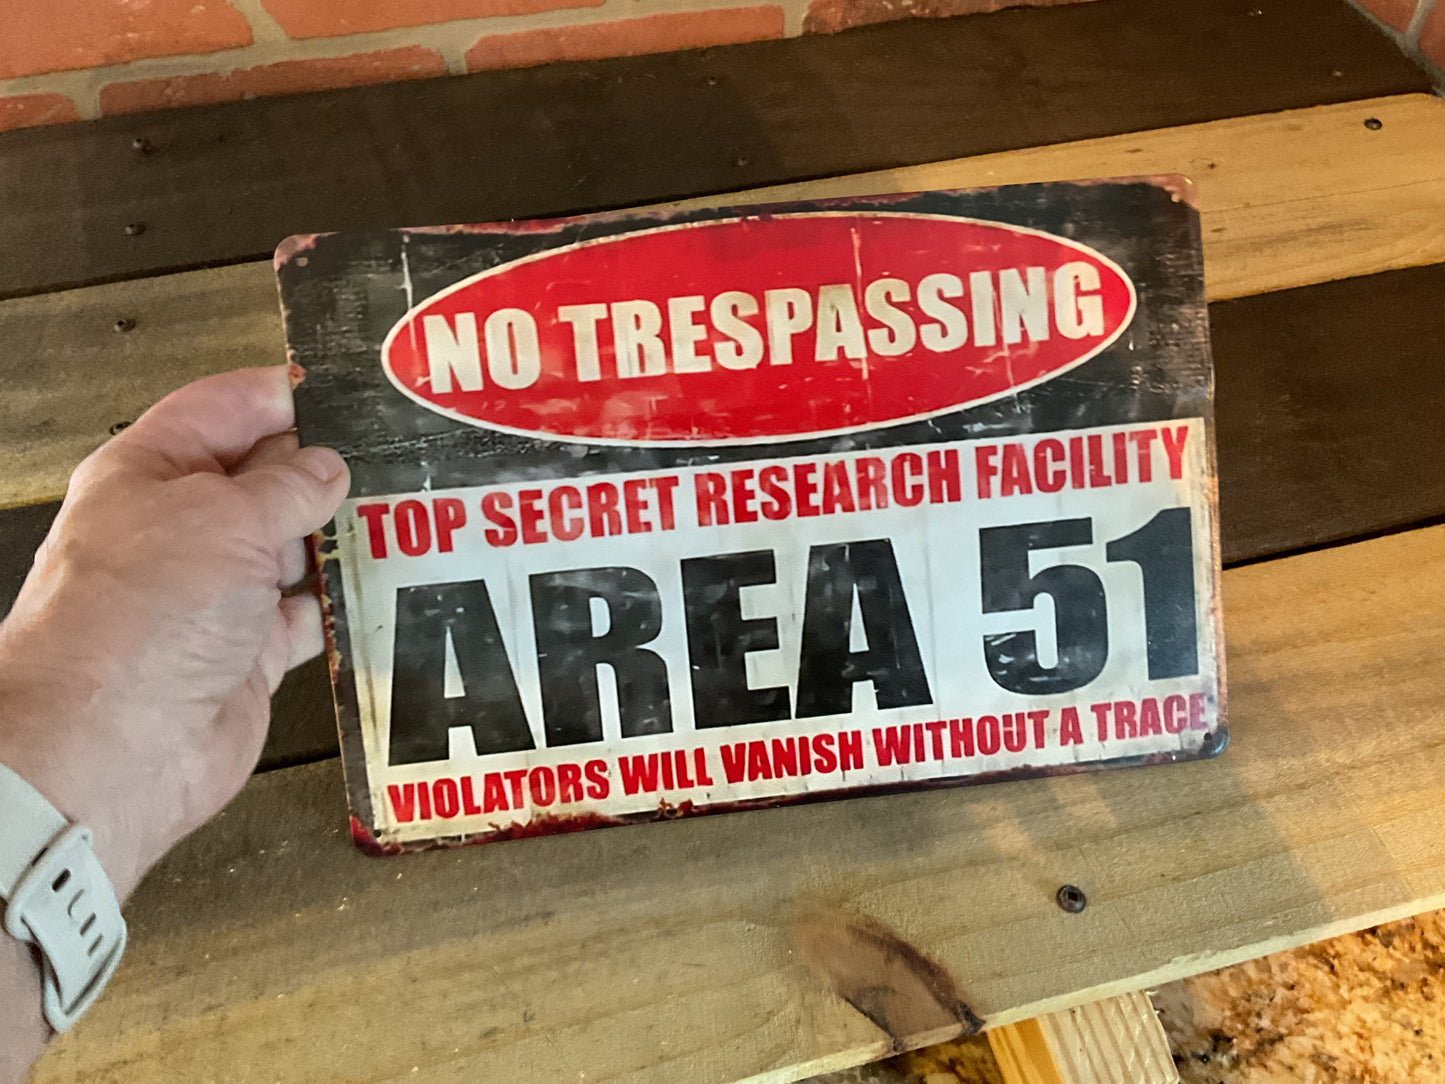 NO TRESPASSING
TOP SECRET RESEARCH FACILITY
AREA 51
VIOLATORS WILL VANISH WITHOUT A TRACE